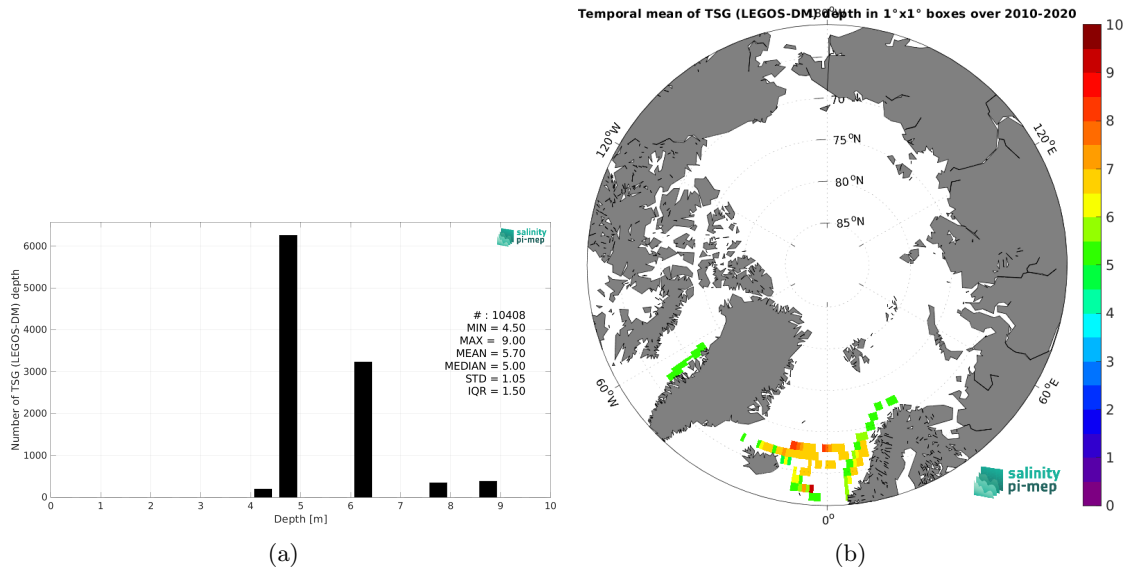 Number of TSG (LEGOS-DM) depth
6000
5000
4000
3000
2000
1000
0
0 1 2 3 4 5 6 7 8 9 10
Depth [m]
salinity
pi-mep
# : 10408
MIN = 4.50
MAX = 9.00
MEAN = 5.70
MEDIAN = 5.00
STD = 1.05
IQR = 1.50
(a)
Temporal mean of TSG (LEGOS-DM) depth in 1°x1° boxes over 2010-2020
180°W
120°W
120°E
60°W
60°E
0°
70
75°N
80°N
85°N
salinity
pi-mep
10
9
8
7
6
5
4
3
2
1
0
(b)